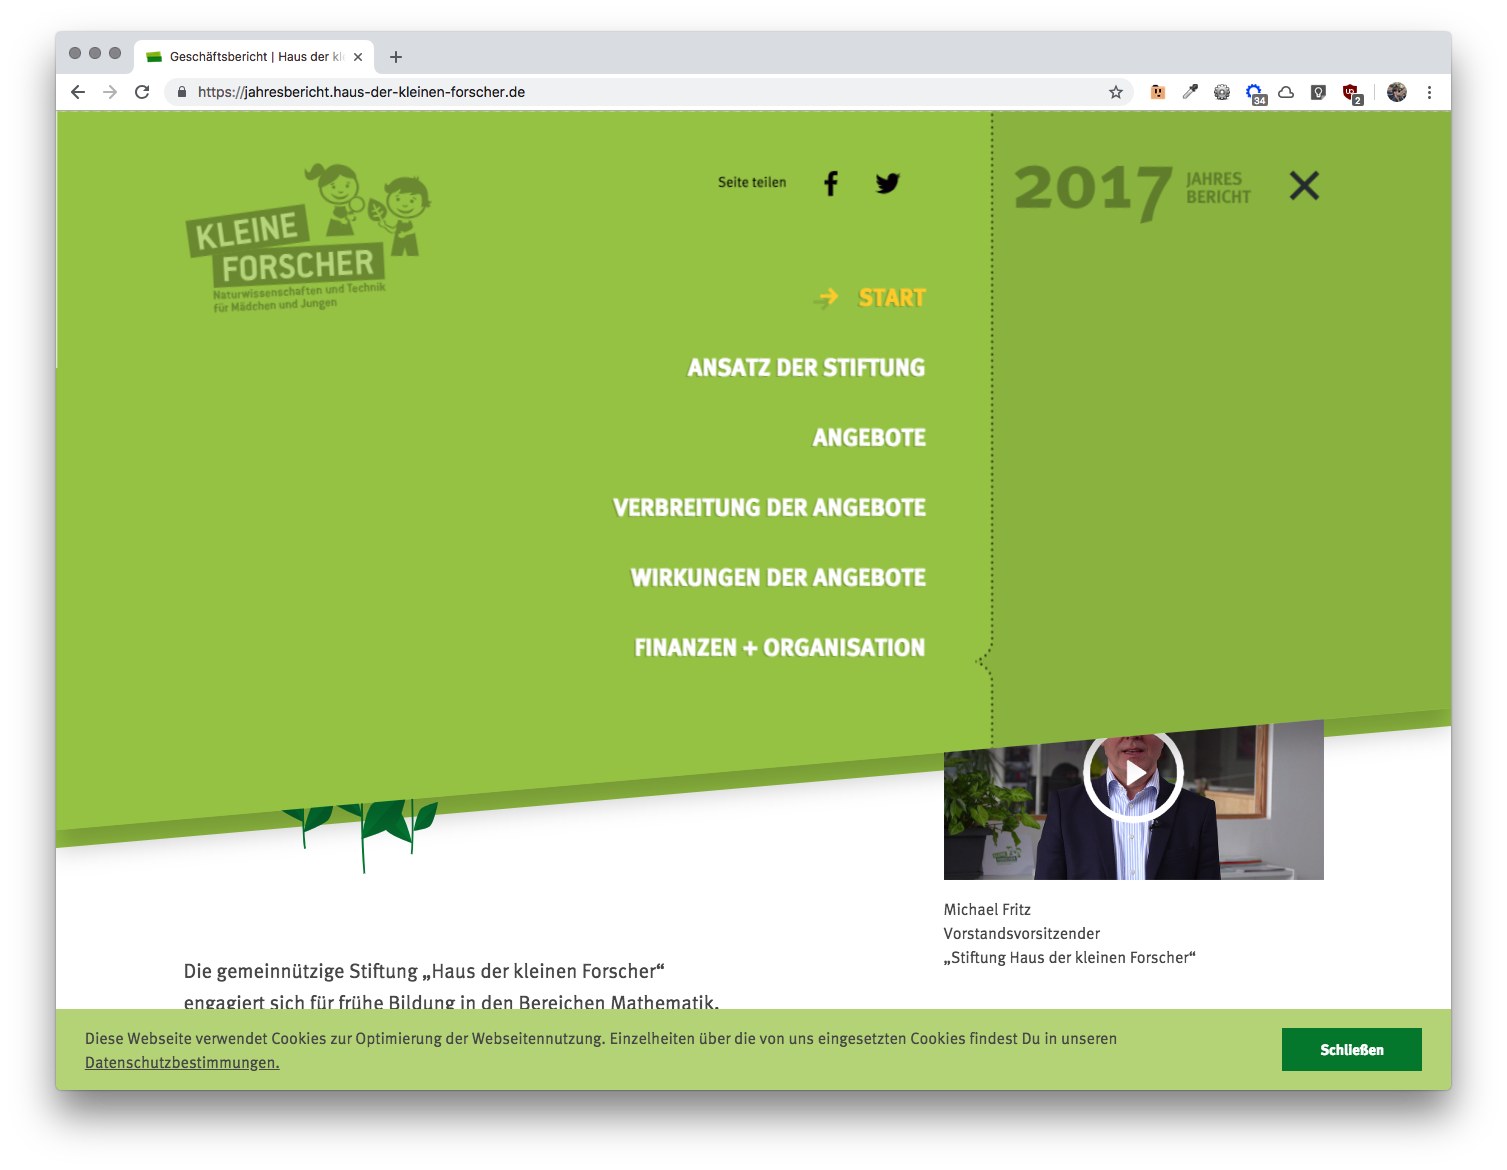 Geschäftsbericht | Haus der kl
https://jahresbericht.haus-der-kleinen-forscher.de
34
2
KLEINE
FORSCHER
Naturwissenschaften und Technik
für Mädchen und Jungen
Seite teilen
2017 JAHRES
BERICHT
START
ANSATZ DER STIFTUNG
ANGEBOTE
VERBREITUNG DER ANGEBOTE
WIRKUNGEN DER ANGEBOTE
FINANZEN + ORGANISATION
Michael Fritz
Vorstandsvorsitzender
„Stiftung Haus der kleinen Forscher“
Die gemeinnützige Stiftung „Haus der kleinen Forscher“
engagiert sich für frühe Bildung in den Bereichen Mathematik,
Diese Webseite verwendet Cookies zur Optimierung der Webseitennutzung. Einzelheiten über die von uns eingesetzten Cookies findest Du in unseren
Datenschutzbestimmungen.
Schließen